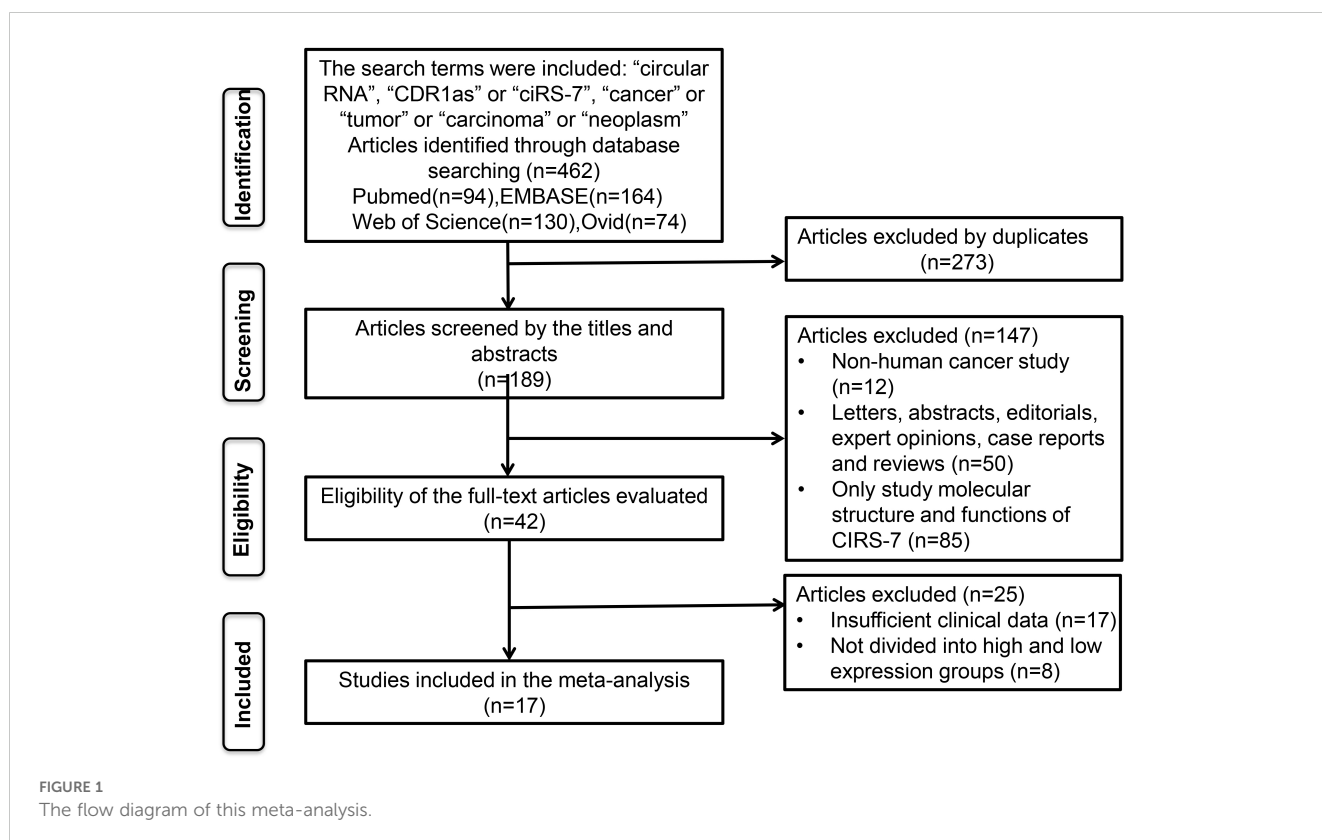 Identification
The search terms were included: “circular
RNA”, “CDR1as” or “ciRS-7”, “cancer” or
“tumor” or “carcinoma” or “neoplasm”
Articles identified through database
searching (n=462)
Pubmed(n=94),EMBASE(n=164)
Web of Science(n=130),Ovid(n=74)
Articles excluded by duplicates
(n=273)
Screening
Articles screened by the titles and
abstracts
(n=189)
Articles excluded (n=147)
• Non-human cancer study
(n=12)
• Letters, abstracts, editorials,
expert opinions, case reports
and reviews (n=50)
• Only study molecular
structure and functions of
CIRS-7 (n=85)
Eligibility
Eligibility of the full-text articles evaluated
(n=42)
Articles excluded (n=25)
• Insufficient clinical data (n=17)
• Not divided into high and low
expression groups (n=8)
Included
Studies included in the meta-analysis
(n=17)
FIGURE 1
The flow diagram of this meta-analysis.